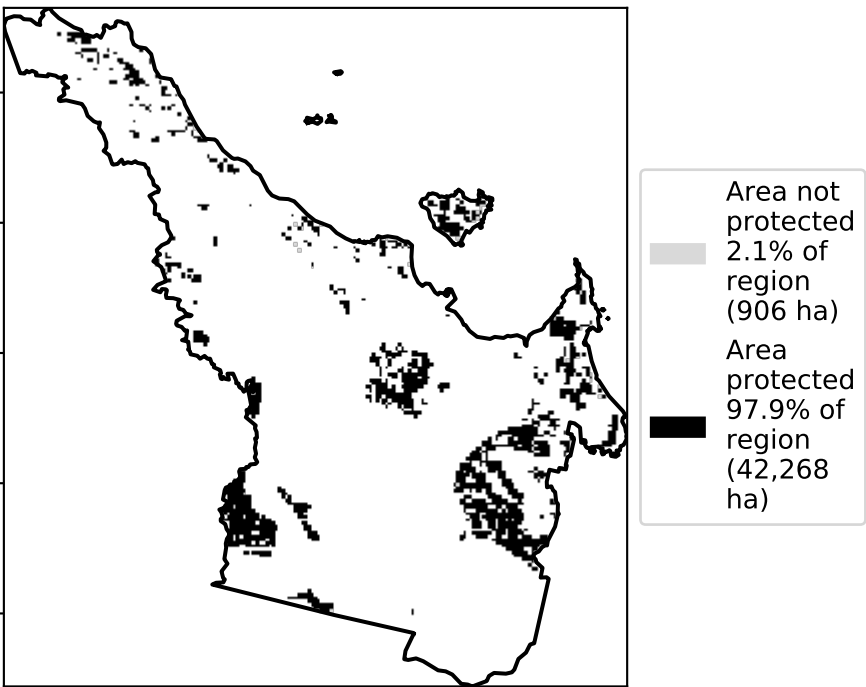 Area not
protected
2.1% of
region
(906 ha)
Area
protected
97.9% of
region
(42,268
ha)